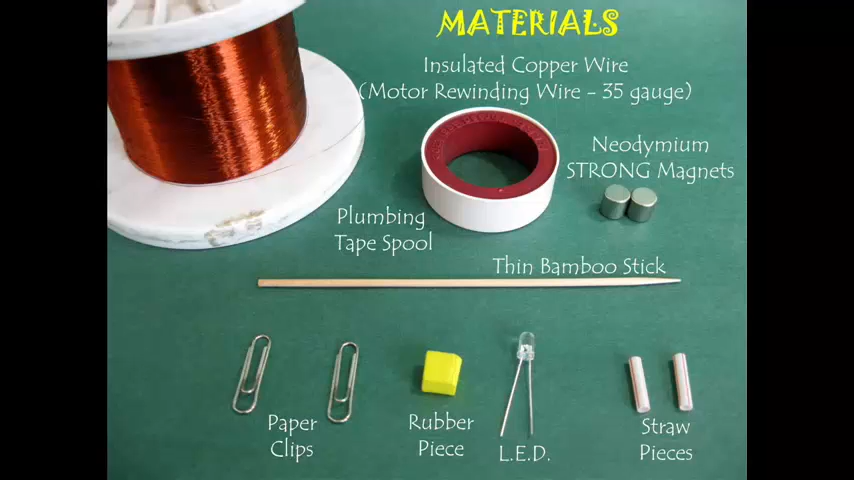 MATERIALS
Insulated Copper Wire
(Motor Rewinding Wire - 35 gauge)
Neodymium
STRONG Magnets
Plumbing
Tape Spool
Thin Bamboo Stick
Paper
Clips
Rubber
Piece
L.E.D.
Straw
Pieces